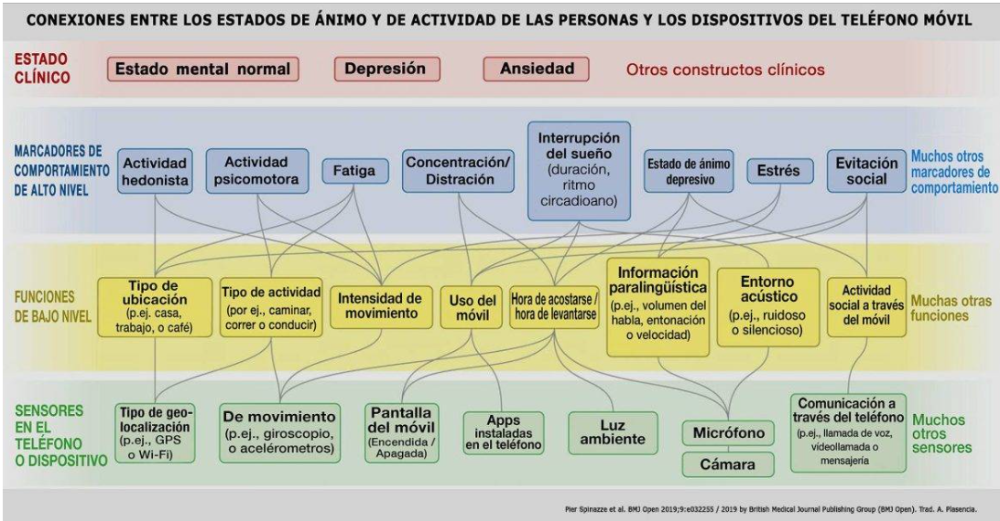 CONEXIONES ENTRE LOS ESTADOS DE ÁNIMO Y DE ACTIVIDAD DE LAS PERSONAS Y LOS DISPOSITIVOS DEL TELÉFONO MÓVIL
ESTADO
CLÍNICO
Estado mental normal
Depresión
Ansiedad
Otros constructos clínicos
MARCADORES DE
COMPORTAMIENTO
DE ALTO NIVEL
Actividad
hedonista
Actividad
psicomotora
Fatiga
Concentración/
Distración
Interrupción
del sueño
(duración,
ritmo
circadioano)
Estado de ánimo
depresivo
Estrés
Evitación
social
Muchos otros
marcadores de
comportamiento
FUNCIONES
DE BAJO NIVEL
Tipo de
ubicación
(p.ej. casa,
trabajo, o café)
Tipo de actividad
(por ej., caminar,
correr o conducir)
Intensidad de
movimiento
Uso del
móvil
Hora de acostarse /
hora de levantarse
Información
paralingüística
(p.ej., volumen del
habla, entonación
o velocidad)
Entorno
acústico
(p.ej., ruidoso
o silencioso)
Actividad
social a través
del móvil
Muchas otras
funciones
SENSORES
EN EL
TELÉFONO
O DISPOSITIVO
Tipo de geo-
localización
(p.ej., GPS
o Wi-Fi)
De movimiento
(p.ej., giroscopio,
o acelérometros)
Pantalla
del móvil
(Encendida /
Apagada)
Apps
instaladas
en el teléfono
Luz
ambiente
Micrófono
Cámara
Comunicación a
través del teléfono
(p.ej., llamada de voz,
vídeollamada o
mensajería
Muchos
otros
sensores
Pier Spinazze et al. BMJ Open 2019;9:e032255 / 2019 by British Medical Journal Publishing Group (BMJ Open). Trad. A. Plasencia.